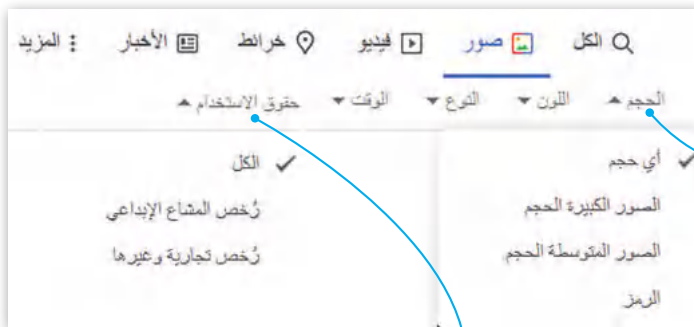 الكل صور فيديو خرائط الأخبار المزيد
الحجم اللون النوع الوقت حقوق الاستخدام
أي حجم
الصور الكبيرة الحجم
الصور المتوسطة الحجم
الرمز
الكل
رُخص المشاع الإبداعي
رُخص تجارية وغيرها